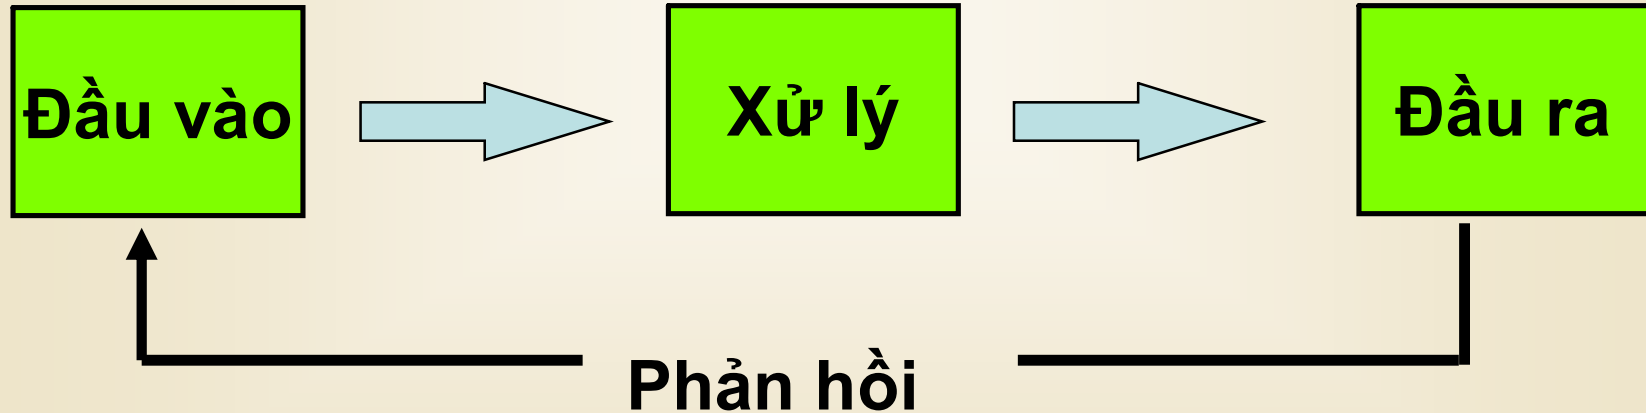 Đầu vào
Xử lý
Đầu ra
Phản hồi